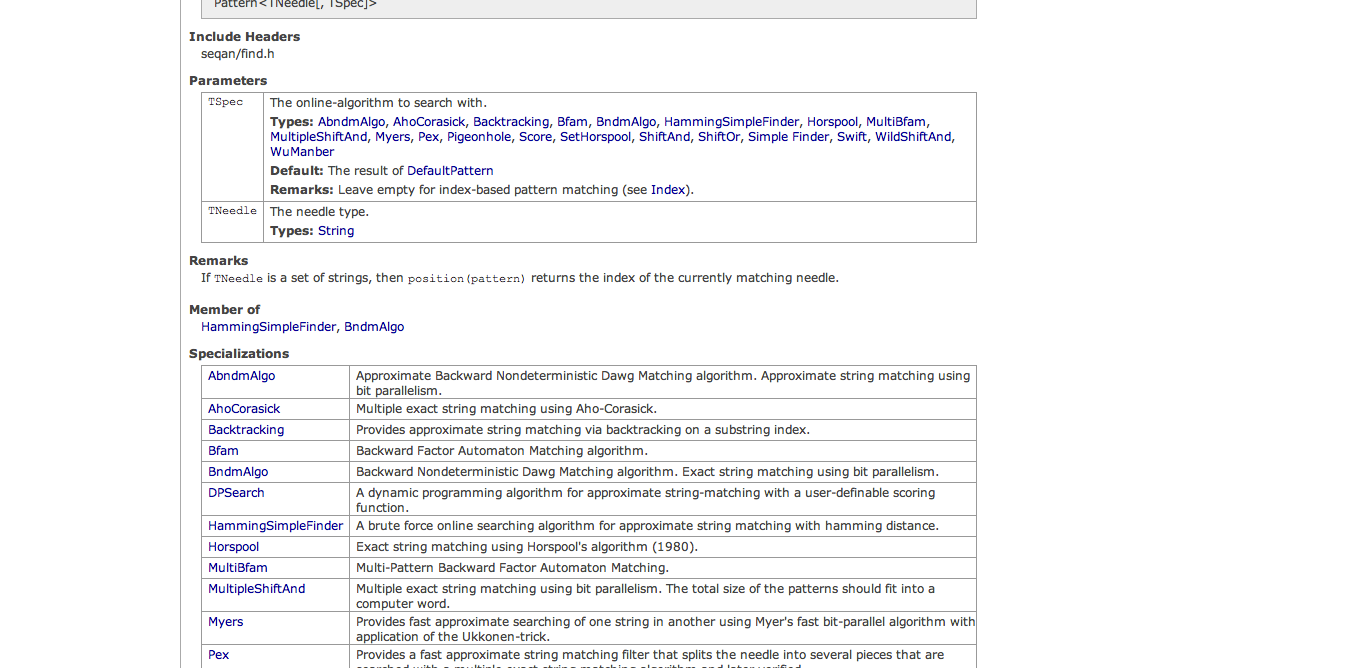 Pattern<TNeedle[, TSpec]>
Include Headers
seqan/find.h
Parameters
TSpec
The online-algorithm to search with.
Types: AbndmAlgo, AhoCorasick, Backtracking, Bfam, BndmAlgo, HammingSimpleFinder, Horspool, MultiBfam,
MultipleShiftAnd, Myers, Pex, Pigeonhole, Score, SetHorspool, ShiftAnd, ShiftOr, Simple Finder, Swift, WildShiftAnd,
WuManber
Default: The result of DefaultPattern
Remarks: Leave empty for index-based pattern matching (see Index).
TNeedle
The needle type.
Types: String
Remarks
If TNeedle is a set of strings, then position(pattern) returns the index of the currently matching needle.
Member of
HammingSimpleFinder, BndmAlgo
Specializations
AbndmAlgo
Approximate Backward Nondeterministic Dawg Matching algorithm. Approximate string matching using
bit parallelism.
AhoCorasick
Multiple exact string matching using Aho-Corasick.
Backtracking
Provides approximate string matching via backtracking on a substring index.
Bfam
Backward Factor Automaton Matching algorithm.
BndmAlgo
Backward Nondeterministic Dawg Matching algorithm. Exact string matching using bit parallelism.
DPSearch
A dynamic programming algorithm for approximate string-matching with a user-definable scoring
function.
HammingSimpleFinder
A brute force online searching algorithm for approximate string matching with hamming distance.
Horspool
Exact string matching using Horspool's algorithm (1980).
MultiBfam
Multi-Pattern Backward Factor Automaton Matching.
MultipleShiftAnd
Multiple exact string matching using bit parallelism. The total size of the patterns should fit into a
computer word.
Myers
Provides fast approximate searching of one string in another using Myer's fast bit-parallel algorithm with
application of the Ukkonen-trick.
Pex
Provides a fast approximate string matching filter that splits the needle into several pieces that are
searched with a multiple exact string matching algorithm and later verified.